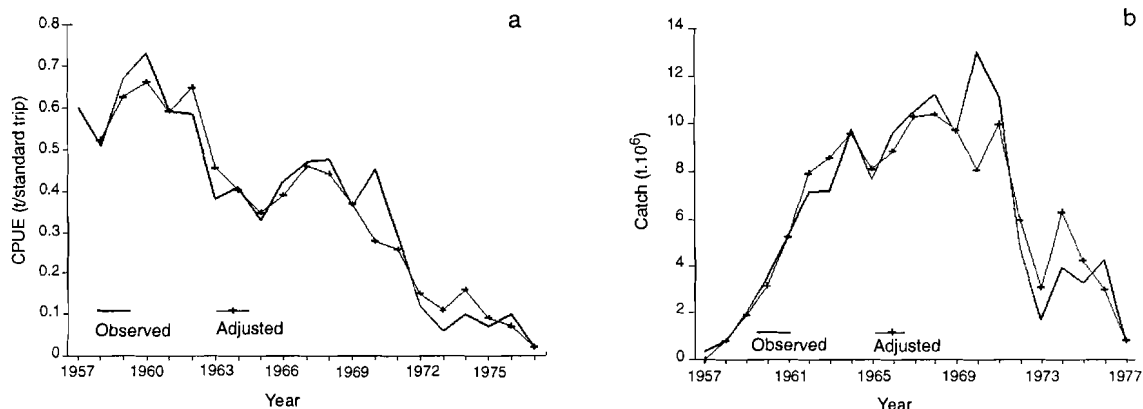 a
CPUE (t/standard trip)
0.8
0.7
0.6
0.5
0.4
0.3
0.2
0.1
0
Observed
Adjusted
1957 1960 1963 1966 1969 1972 1975
Year
b
Catch (t.10⁶)
14
12
10
8
6
4
2
0
Observed
Adjusted
1957 1961 1965 1969 1973 1977
Year